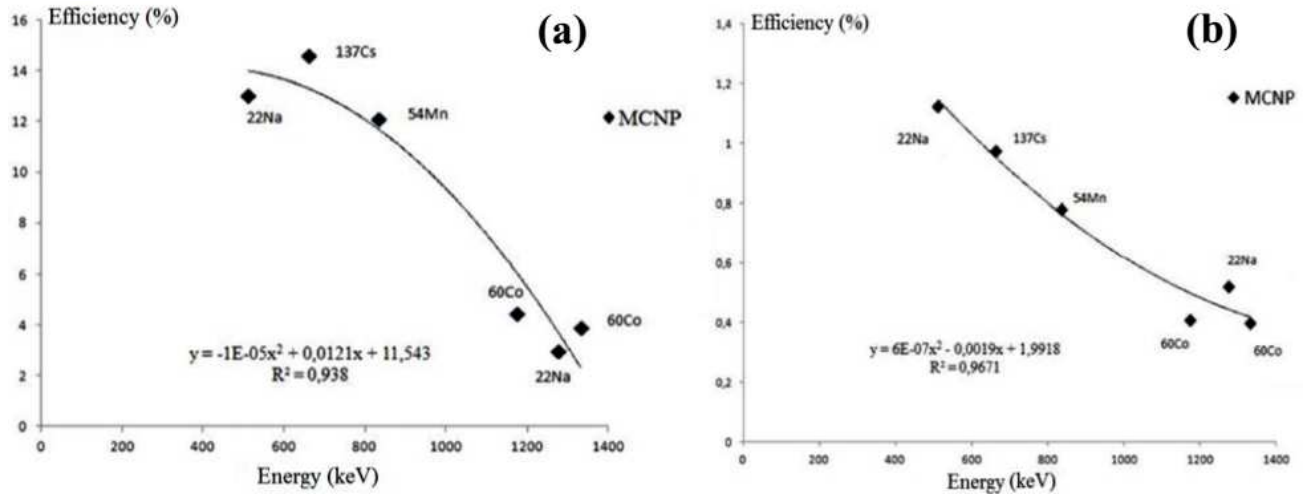 Efficiency (%)
(a)
16
14
12
10
8
6
4
2
0
137Cs
22Na
54Mn
MCNP
60Co
60Co
22Na
y = -1E-05x² + 0,0121x + 11,543
R² = 0,938
0 200 400 600 800 1000 1200 1400
Energy (keV)
Efficiency (%)
(b)
1,4
1,2
1
0,8
0,6
0,4
0,2
0
MCNP
22Na
137Cs
54Mn
22Na
60Co
60Co
y = 6E-07x² - 0,0019x + 1,9918
R² = 0,9671
0 200 400 600 800 1000 1200 1400
Energy (keV)